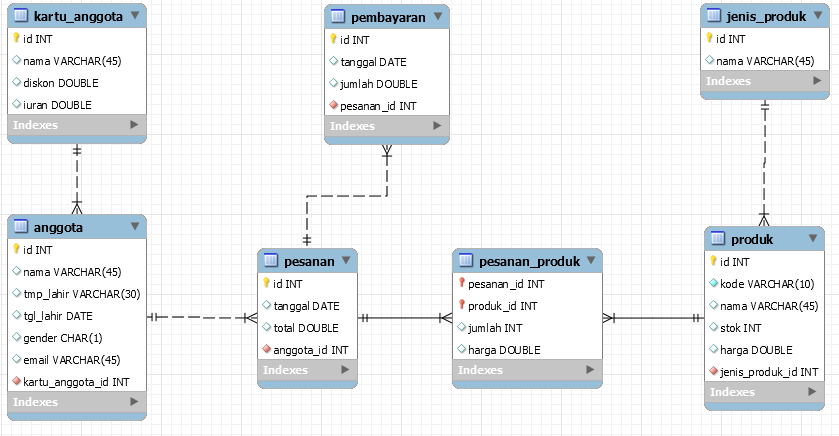 kartu_anggota
id INT
nama VARCHAR(45)
diskon DOUBLE
iuran DOUBLE
Indexes
pembayaran
id INT
tanggal DATE
jumlah DOUBLE
pesanan_id INT
Indexes
jenis_produk
id INT
nama VARCHAR(45)
Indexes
anggota
id INT
nama VARCHAR(45)
tmp_lahir VARCHAR(30)
tgl_lahir DATE
gender CHAR(1)
email VARCHAR(45)
kartu_anggota_id INT
Indexes
pesanan
id INT
tanggal DATE
total DOUBLE
anggota_id INT
Indexes
pesanan_produk
pesanan_id INT
produk_id INT
jumlah INT
harga DOUBLE
Indexes
produk
id INT
kode VARCHAR(10)
nama VARCHAR(45)
stok INT
harga DOUBLE
jenis_produk_id INT
Indexes